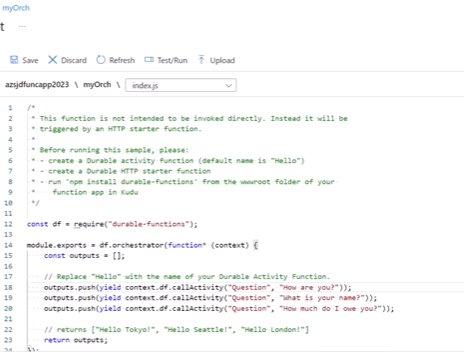 myOrch
t ...
Save Discard Refresh Test/Run Upload
azsjdfuncapp2023 \ myOrch \ index.js
1 /*
2 * This function is not intended to be invoked directly. Instead it will be
3 * triggered by an HTTP starter function.
4 *
5 * Before running this sample, please:
6 * - create a Durable activity function (default name is "Hello")
7 * - create a Durable HTTP starter function
8 * - run 'npm install durable-functions' from the wwwroot folder of your
9 * function app in Kudu
10 */
11
12 const df = require("durable-functions");
13
14 module.exports = df.orchestrator(function* (context) {
15 const outputs = [];
16
17 // Replace "Hello" with the name of your Durable Activity Function.
18 outputs.push(yield context.df.callActivity("Question", "How are you?"));
19 outputs.push(yield context.df.callActivity("Question", "What is your name?"));
20 outputs.push(yield context.df.callActivity("Question", "How much do I owe you?"));
21
22 // returns ["Hello Tokyo!", "Hello Seattle!", "Hello London!"]
23 return outputs;
24 });